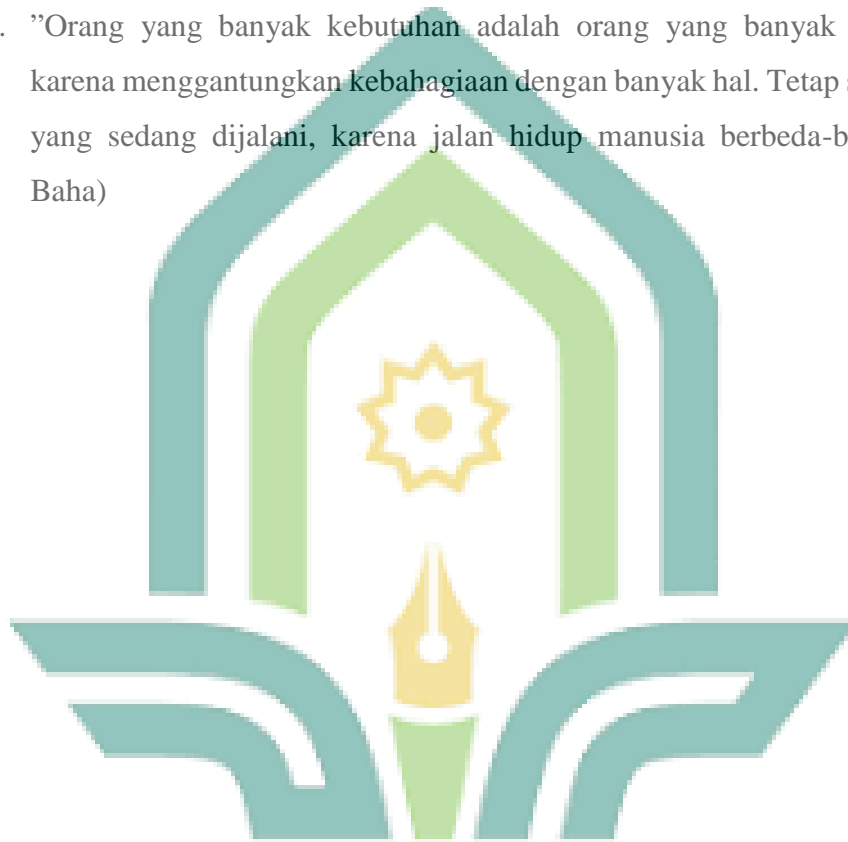 . ”Orang yang banyak kebutuhan adalah orang yang banyak
karena menggantungkan kebahagiaan dengan banyak hal. Tetap
yang sedang dijalani, karena jalan hidup manusia berbeda-b
Baha)